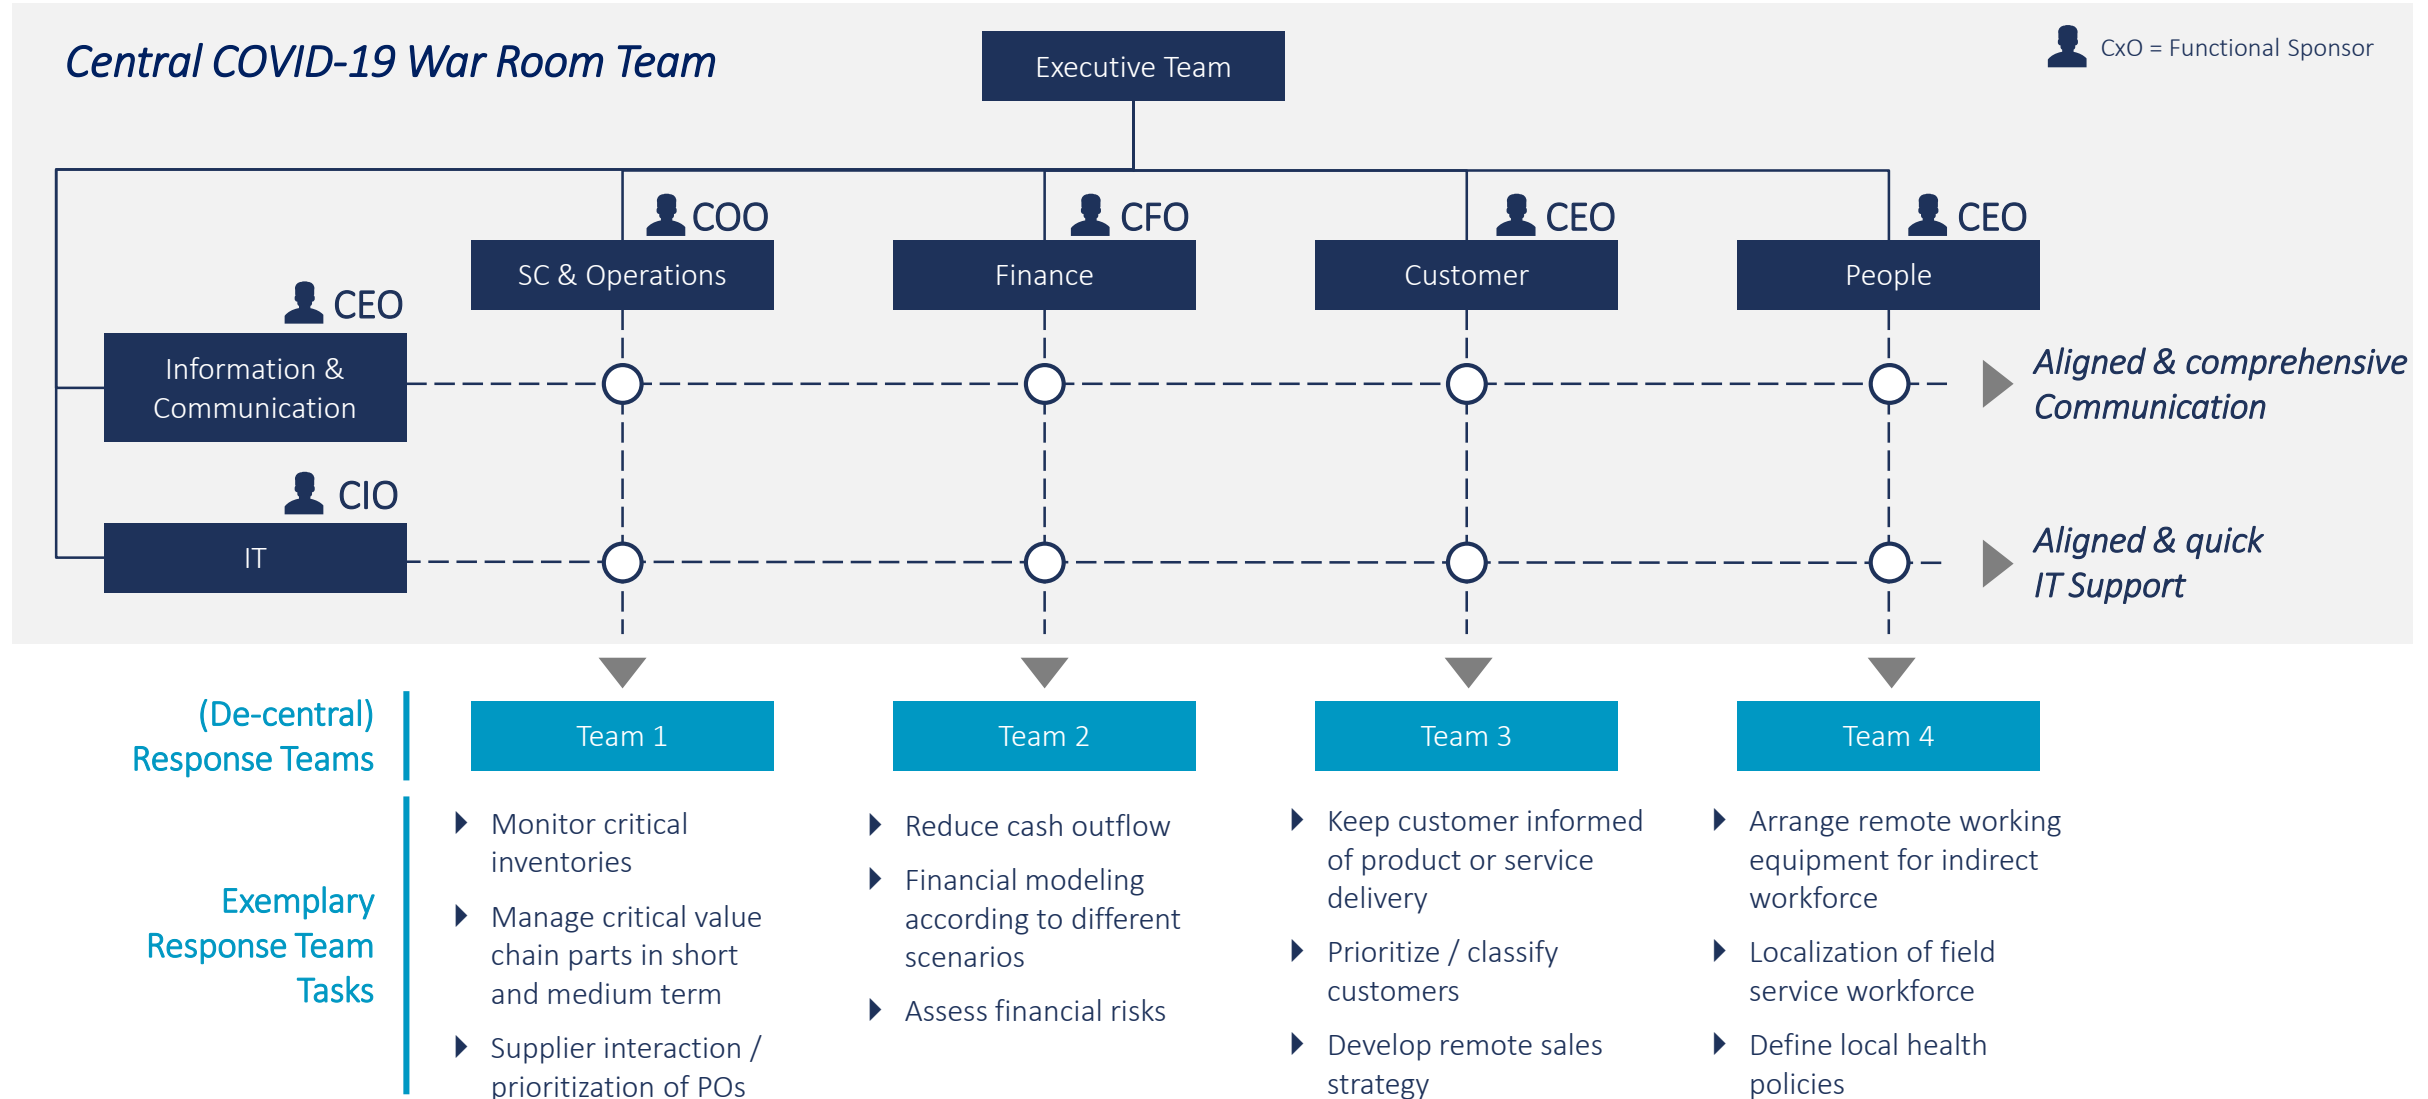 Central COVID-19 War Room Team
Executive Team
CxO = Functional Sponsor
COO
CFO
CEO
CEO
SC & Operations
Finance
Customer
People
CEO
Information &
Communication
Aligned & comprehensive
Communication
CIO
IT
Aligned & quick
IT Support
(De-central)
Response Teams
Team 1
Team 2
Team 3
Team 4
Exemplary
Response Team
Tasks
Monitor critical
inventories
Manage critical value
chain parts in short
and medium term
Supplier interaction /
prioritization of POs
Reduce cash outflow
Financial modeling
according to different
scenarios
Assess financial risks
Keep customer informed
of product or service
delivery
Prioritize / classify
customers
Develop remote sales
strategy
Arrange remote working
equipment for indirect
workforce
Localization of field
service workforce
Define local health
policies